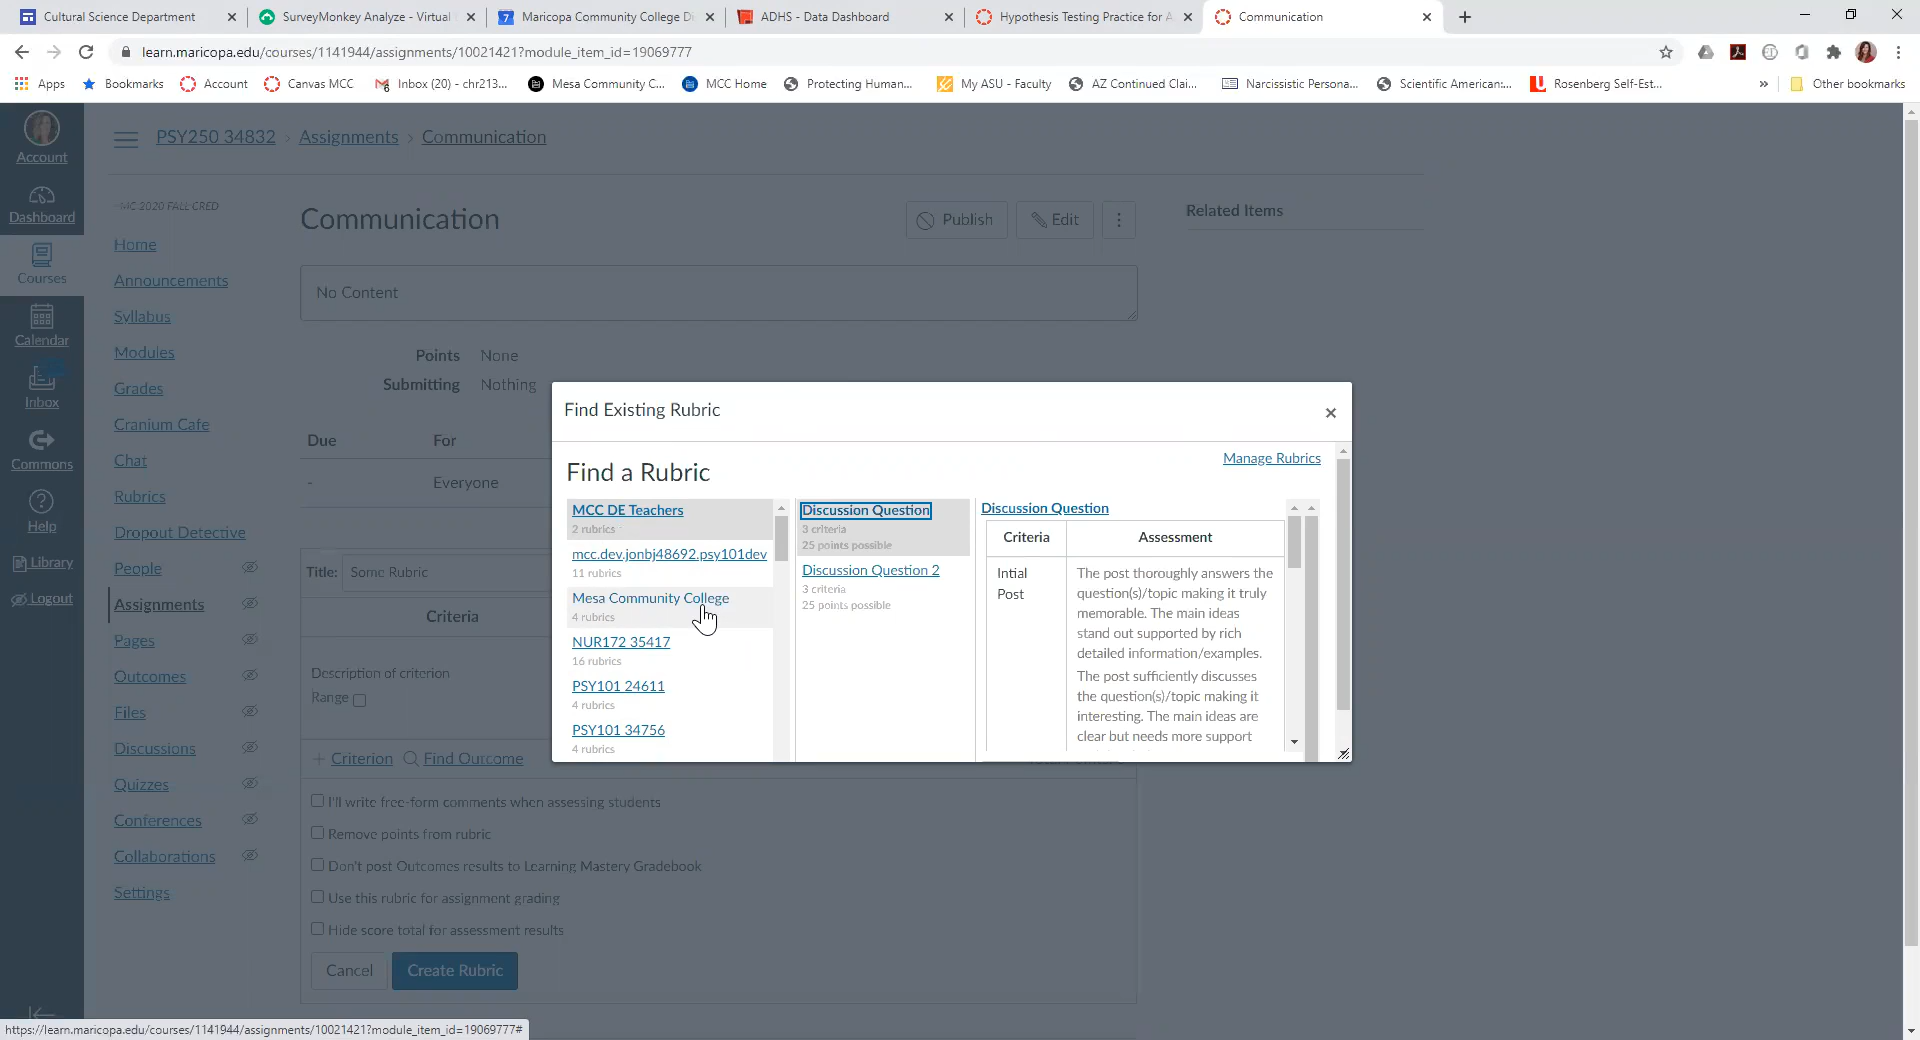 Cultural Science Department
SurveyMonkey Analyze - Virtual
Maricopa Community College Di
ADHS - Data Dashboard
Hypothesis Testing Practice for A
Communication
learn.maricopa.edu/courses/1141944/assignments/10021421?module_item_id=19069777
Apps
Bookmarks
Account
Canvas MCC
Inbox (20) - chr213...
Mesa Community C...
MCC Home
Protecting Human...
My ASU - Faculty
AZ Continued Clai...
Narcissistic Persona...
Scientific American:...
Rosenberg Self-Est...
»
Other bookmarks
Account
Dashboard
Courses
Calendar
Inbox
Commons
Help
Library
Logout
PSY250 34832 › Assignments › Communication
MC 2020 FALL CRED
Home
Announcements
Syllabus
Modules
Grades
Cranium Cafe
Chat
Rubrics
Dropout Detective
People
Assignments
Pages
Outcomes
Files
Discussions
Quizzes
Conferences
Collaborations
Settings
Communication
Publish
Edit
Related Items
No Content
Points None
Submitting Nothing
Due For
- Everyone
Title: Some Rubric
Criteria
Description of criterion
Range
+ Criterion Find Outcome
I'll write free-form comments when assessing students
Remove points from rubric
Don't post Outcomes results to Learning Mastery Gradebook
Use this rubric for assignment grading
Hide score total for assessment results
Cancel
Create Rubric
Find Existing Rubric
Find a Rubric
Manage Rubrics
MCC DE Teachers
2 rubrics
mcc.dev.jonbj48692.psy101dev
11 rubrics
Mesa Community College
4 rubrics
NUR172 35417
16 rubrics
PSY101 24611
4 rubrics
PSY101 34756
4 rubrics
Discussion Question
3 criteria
25 points possible
Discussion Question 2
3 criteria
25 points possible
Discussion Question
Criteria Assessment
Intial
Post
The post thoroughly answers the
question(s)/topic making it truly
memorable. The main ideas
stand out supported by rich
detailed information/examples.
The post sufficiently discusses
the question(s)/topic making it
interesting. The main ideas are
clear but needs more support
https://learn.maricopa.edu/courses/1141944/assignments/10021421?module_item_id=19069777#